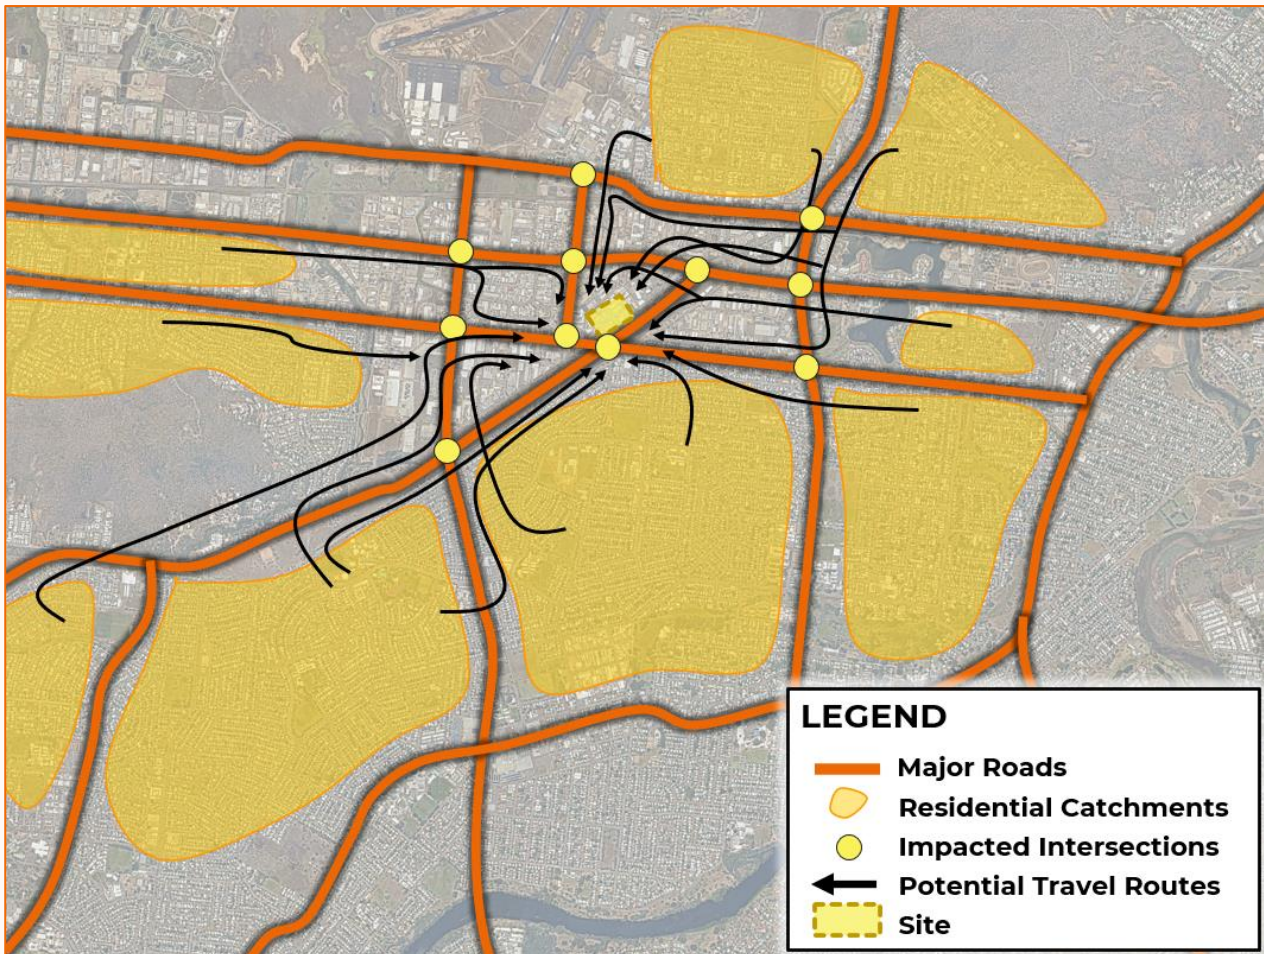 LEGEND
Major Roads
Residential Catchments
Impacted Intersections
Potential Travel Routes
Site